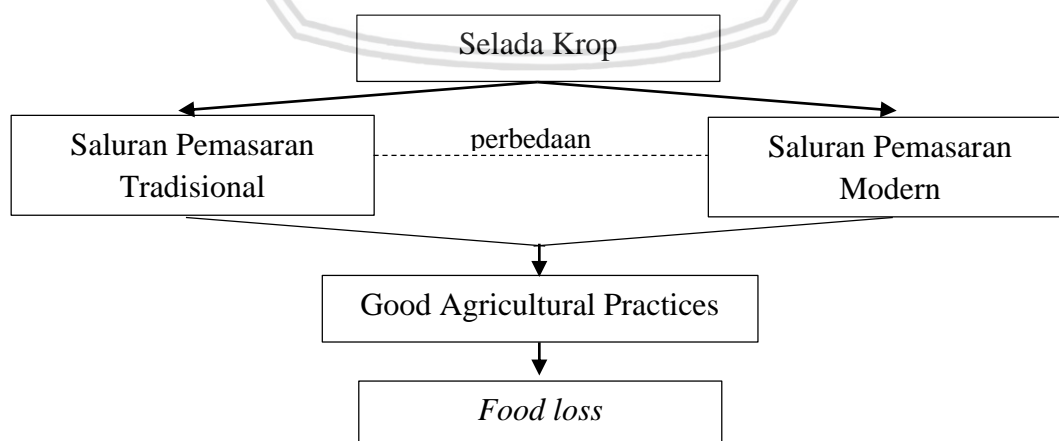 Selada Krop
Saluran Pemasaran
Tradisional
perbedaan
Saluran Pemasaran
Modern
Good Agricultural Practices
Food loss